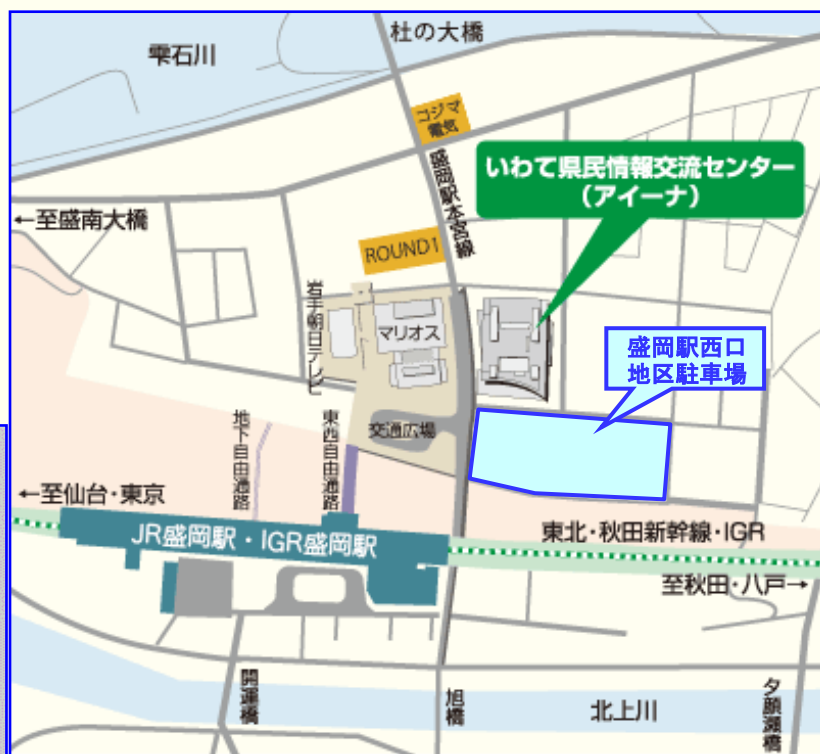 杜の大橋
雫石川
コジマ
電気
盛岡駅本宮線
いわて県民情報交流センター
（アイーナ）
←至盛南大橋
ROUND1
岩手朝日テレビ
マリオス
盛岡駅西口
地区駐車場
地下自由通路
東西自由通路
交通広場
←至仙台・東京
JR盛岡駅・IGR盛岡駅
東北・秋田新幹線・IGR
至秋田・八戸→
開運橋
旭橋
北上川
夕顔瀬橋